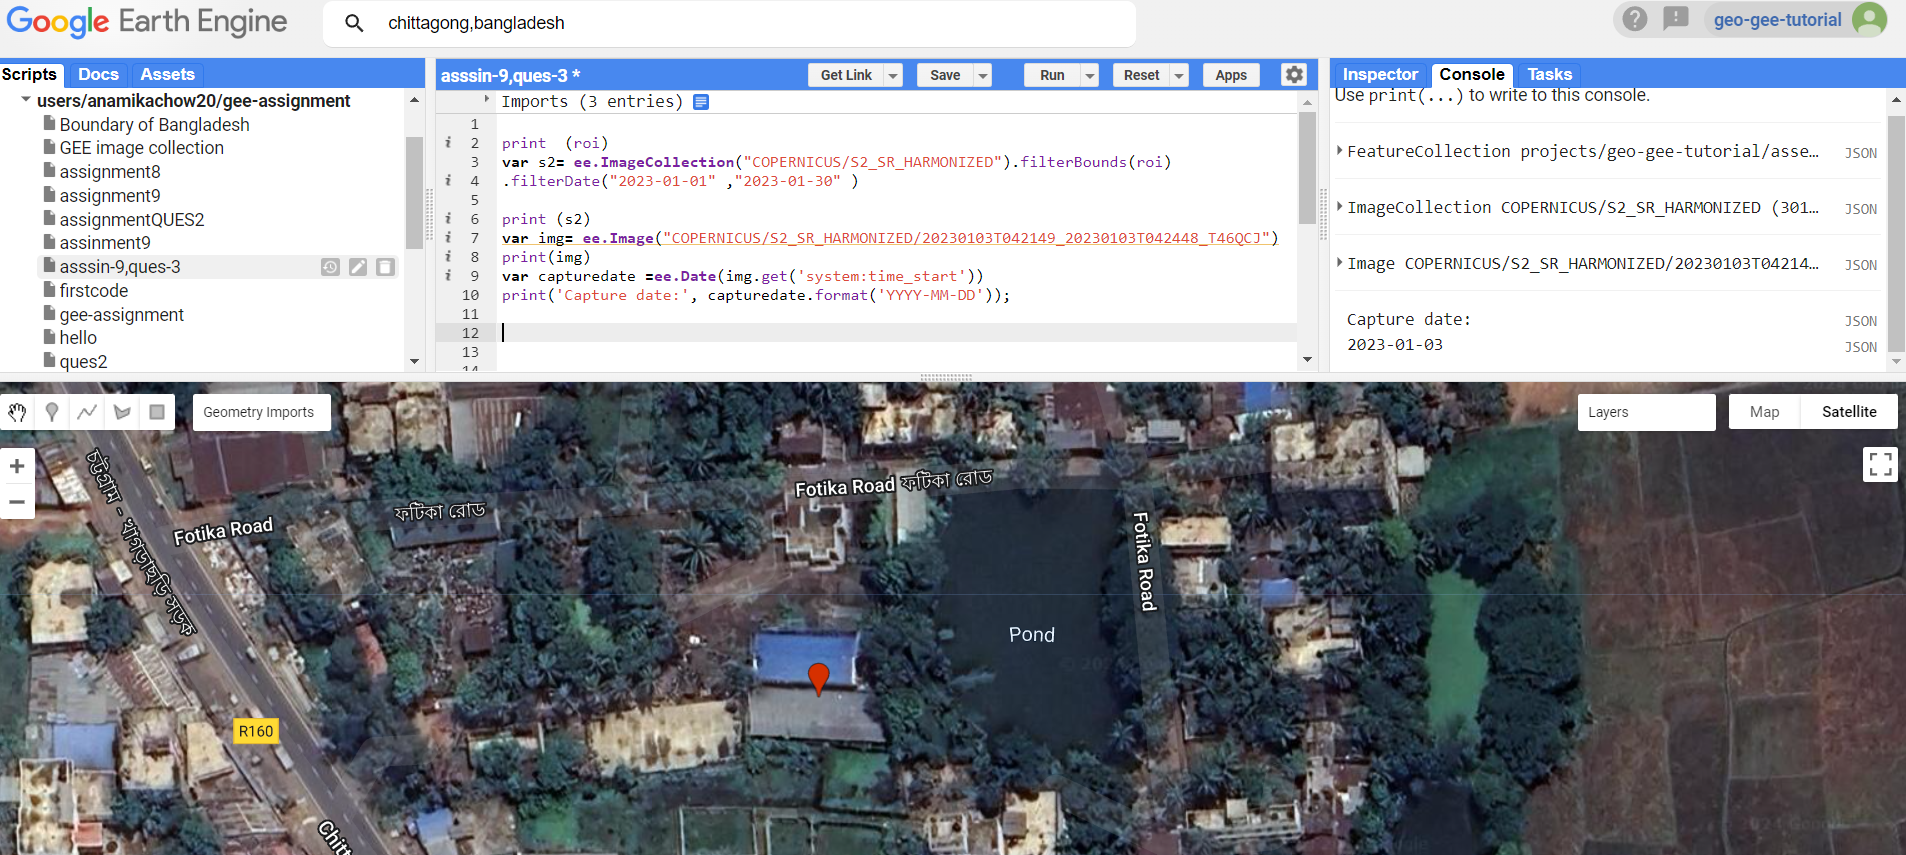 Google Earth Engine
chittagong,bangladesh
geo-gee-tutorial
Scripts Docs Assets
users/anamikachow20/gee-assignment
Boundary of Bangladesh
GEE image collection
assignment8
assignment9
assignmentQUES2
assinment9
asssin-9,ques-3
firstcode
gee-assignment
hello
ques2
asssin-9,ques-3 *
Get Link Save Run Reset Apps
Imports (3 entries)
1
2 print  (roi)
3 var s2= ee.ImageCollection("COPERNICUS/S2_SR_HARMONIZED").filterBounds(roi)
4 .filterDate("2023-01-01" ,"2023-01-30" )
5
6 print (s2)
7 var img= ee.Image("COPERNICUS/S2_SR_HARMONIZED/20230103T042149_20230103T042448_T46QCJ")
8 print(img)
9 var capturedate =ee.Date(img.get('system:time_start'))
10 print('Capture date:', capturedate.format('YYYY-MM-DD'));
11
12
13
14
Inspector Console Tasks
Use print(...) to write to this console.
FeatureCollection projects/geo-gee-tutorial/asse… JSON
ImageCollection COPERNICUS/S2_SR_HARMONIZED (301… JSON
Image COPERNICUS/S2_SR_HARMONIZED/20230103T04214… JSON
Capture date: JSON
2023-01-03 JSON
Geometry Imports
Layers
Map Satellite
চট্টগ্রাম - খাগড়াছড়ি সড়ক
Fotika Road
ফটিকা রোড
Fotika Road ফটিকা রোড
Fotika Road
Pond
R160
Chitt